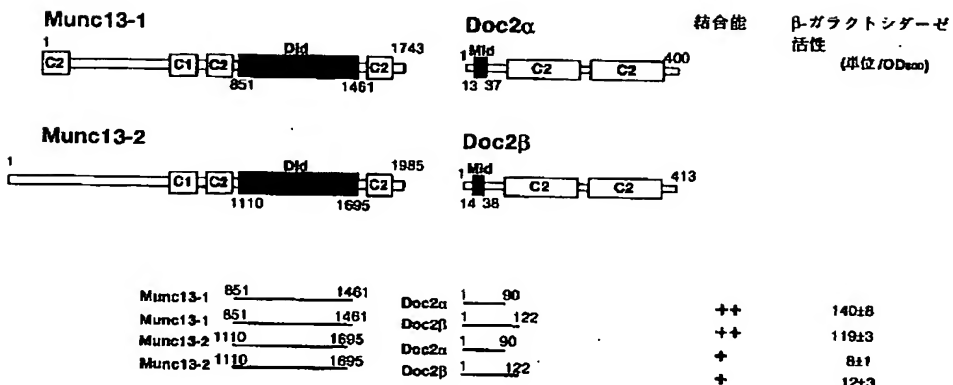 Munc13-1
Doc2α
結合能
β-ガラクトシダーゼ
活性
(単位/OD600)
1
1743
C2
C1
C2
Did
C2
851
1461
1
Mid
C2
C2
400
13 37
Munc13-2
Doc2β
1
1985
C1
C2
Did
C2
1110
1695
1
Mid
C2
C2
413
14 38
Munc13-1 851 1461 Doc2α 1 90 ++ 140±8
Munc13-1 851 1461 Doc2β 1 122 ++ 119±3
Munc13-2 1110 1695 Doc2α 1 90 + 8±1
Munc13-2 1110 1695 Doc2β 1 122 + 12±3